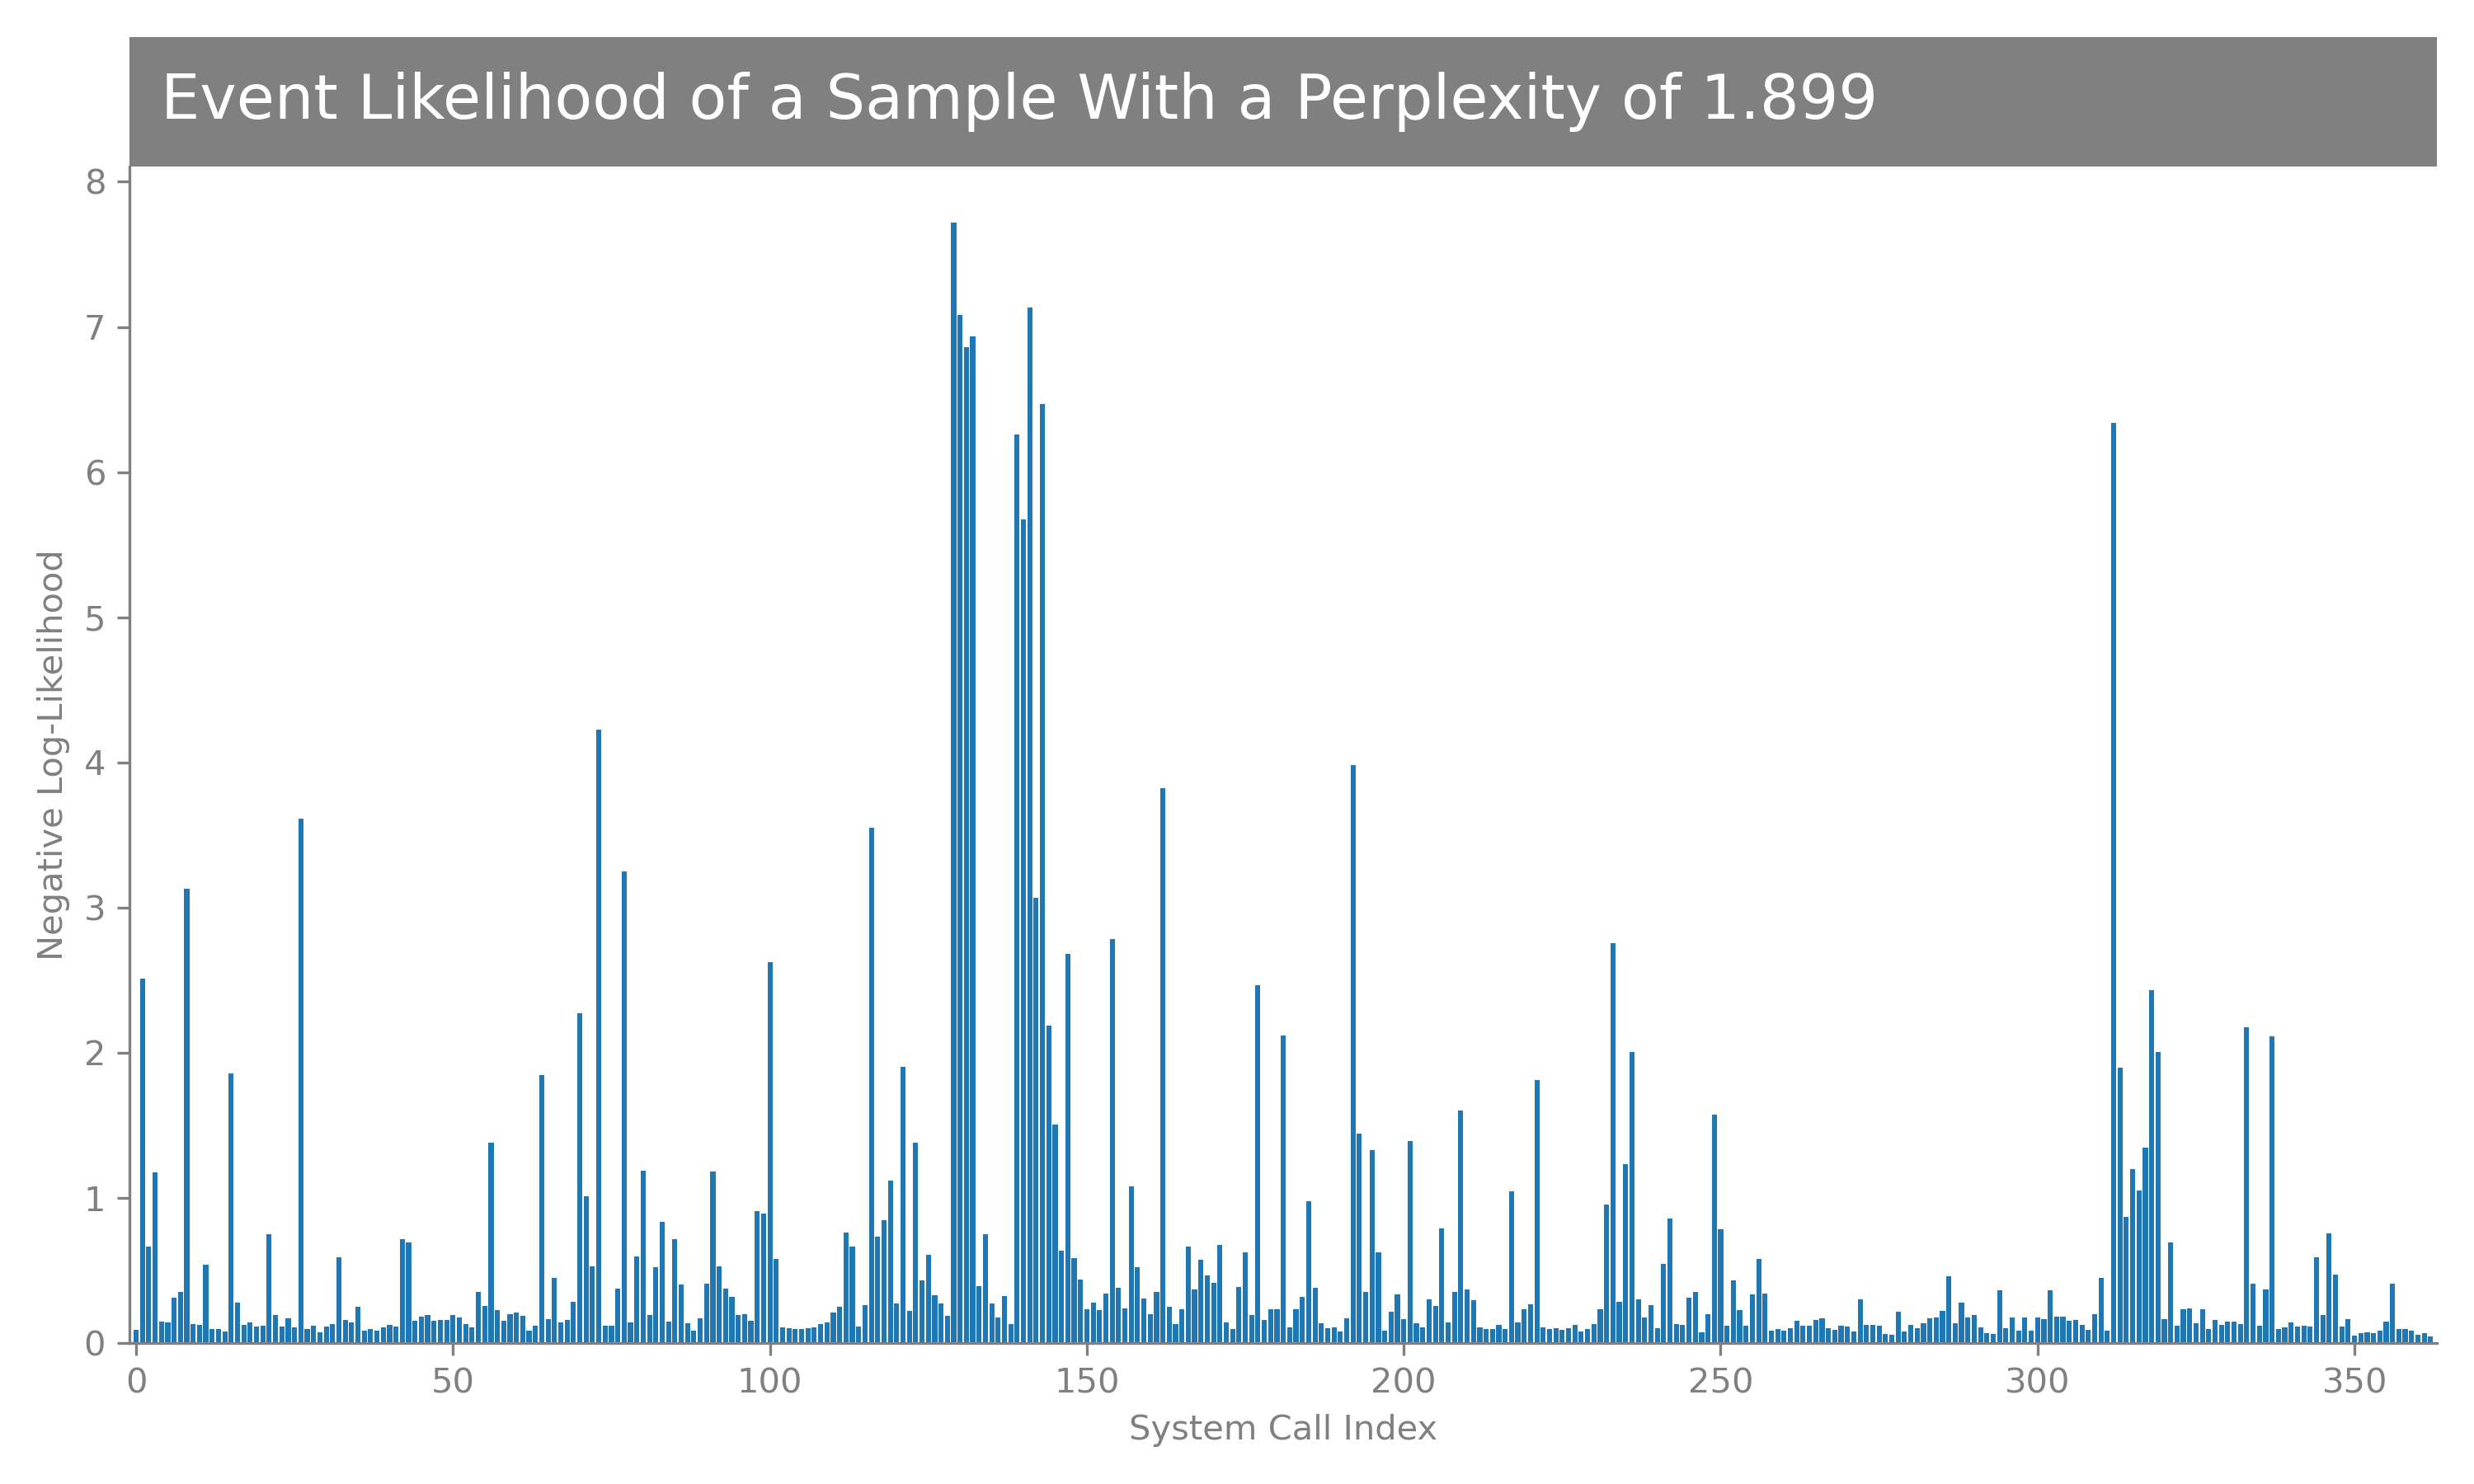 Event Likelihood of a Sample With a Perplexity of 1.899
8
7
6
5
4
3
2
1
0
Negative Log-Likelihood
0 50 100 150 200 250 300 350
System Call Index